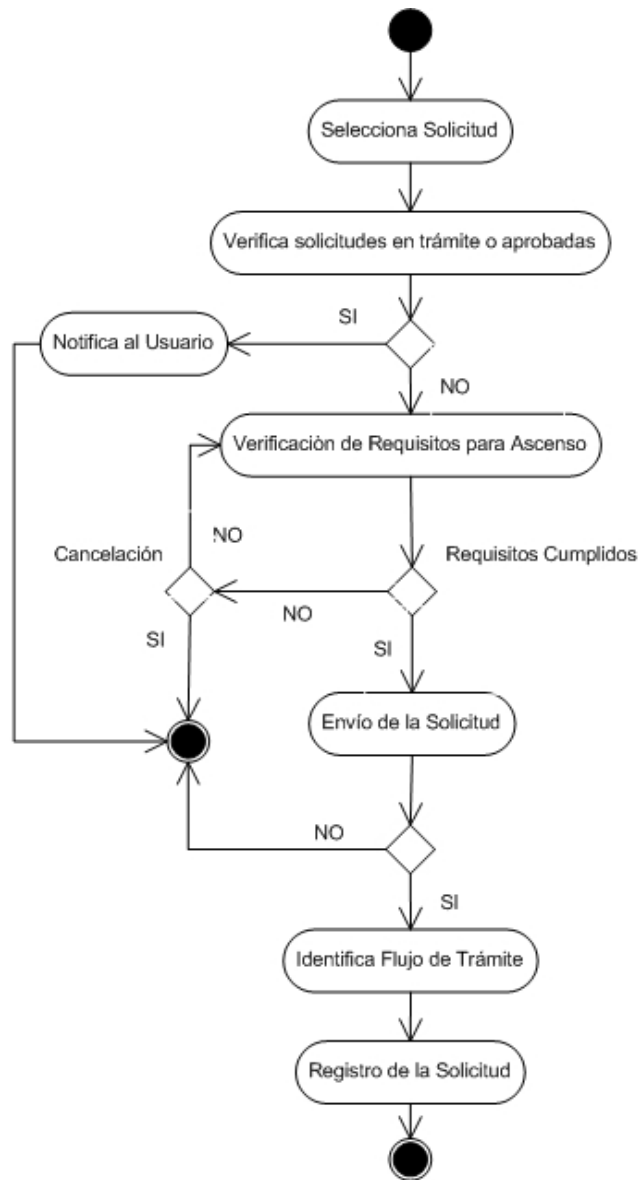 Selecciona Solicitud
Verifica solicitudes en trámite o aprobadas
SI
Notifica al Usuario
NO
Verificación de Requisitos para Ascenso
NO
Cancelación
Requisitos Cumplidos
NO
SI
SI
Envío de la Solicitud
NO
SI
Identifica Flujo de Trámite
Registro de la Solicitud